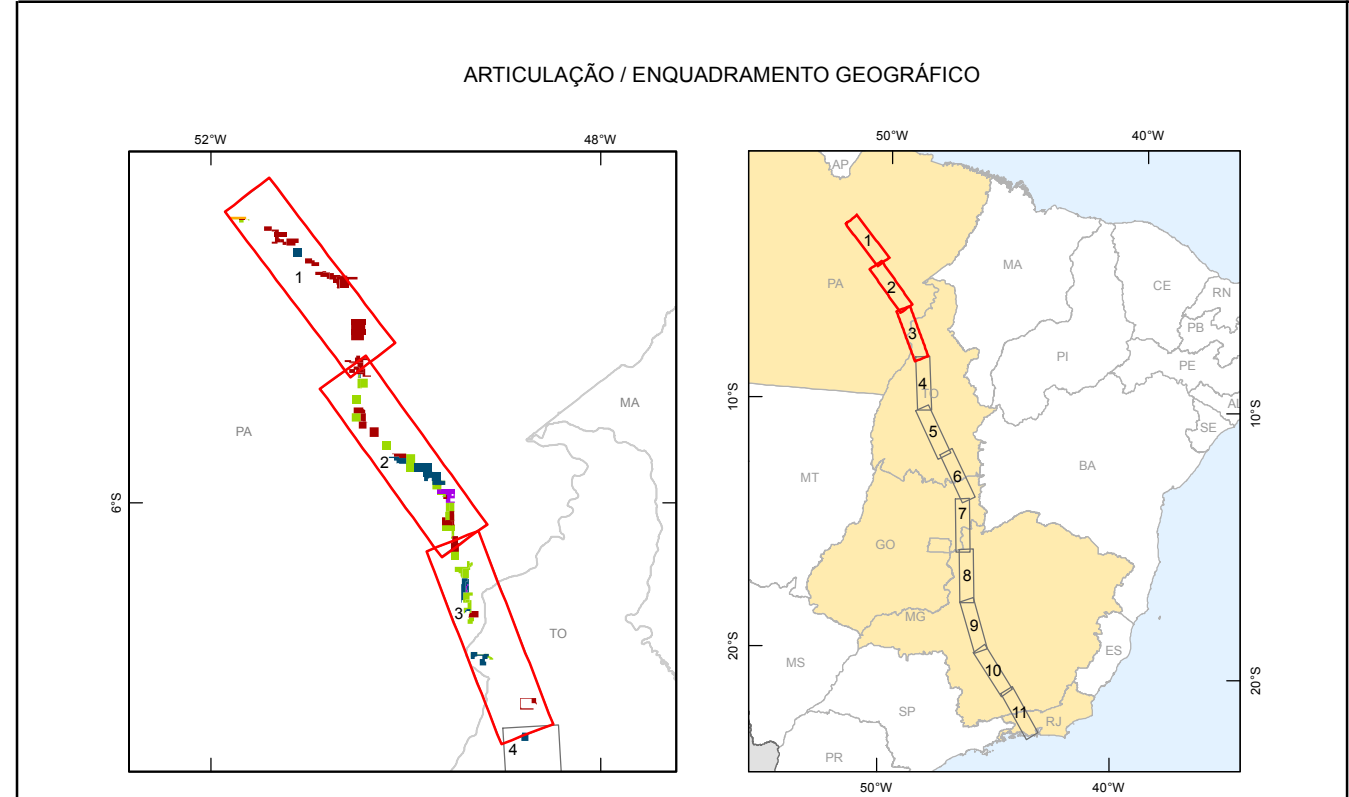 ARTICULAÇÃO / ENQUADRAMENTO GEOGRÁFICO
52°W
48°W
1
PA
MA
2
6°S
3
TO
4
50°W
40°W
AP
1
MA
CE
RN
PA
2
PB
3
PI
PE
4
TO
10°S
AL
10°S
5
SE
BA
MT
6
7
GO
8
MG
9
ES
20°S
MS
10
20°S
SP
11
RJ
PR
50°W
40°W